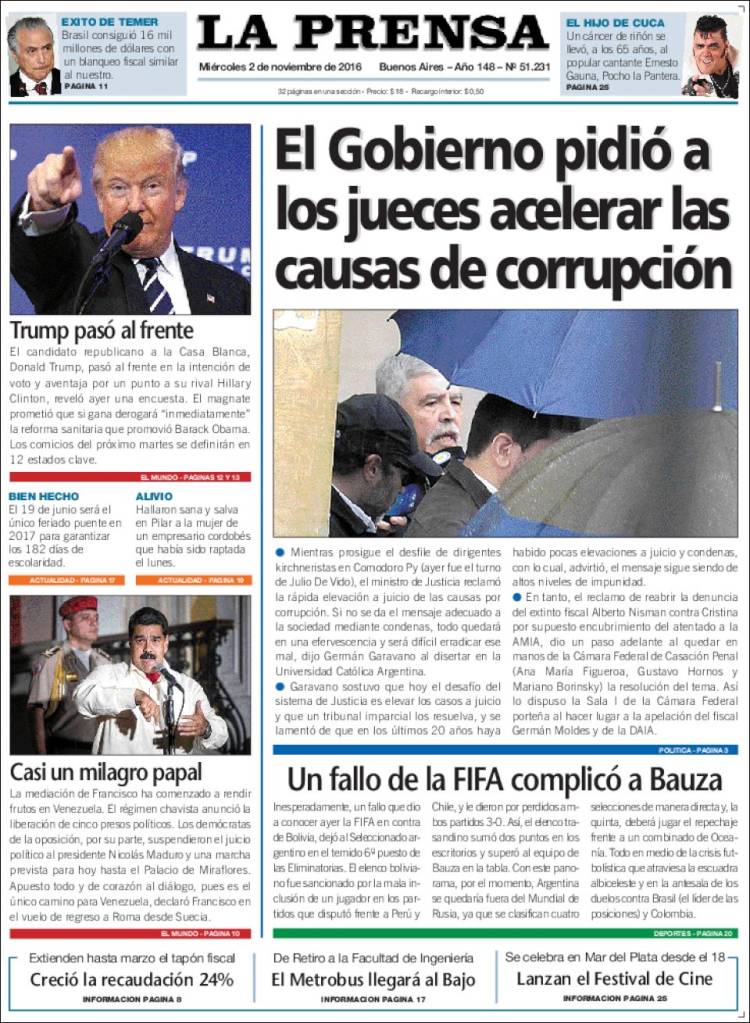 EXITO DE TEMER
Brasil consiguió 16 mil
millones de dólares con
un blanqueo fiscal similar
al nuestro.
PAGINA 11
LA PRENSA
Miércoles 2 de noviembre de 2016 Buenos Aires – Año 148 – Nº 51.231
32 páginas en una sección - Precio: $ 18 - Recargo interior: $ 0,50
EL HIJO DE CUCA
Un cáncer de riñón se
llevó, a los 65 años, al
popular cantante Ernesto
Gauna, Pocho la Pantera.
PAGINA 25
TRUM
Trump pasó al frente
El candidato republicano a la Casa Blanca,
Donald Trump, pasó al frente en la intención de
voto y aventaja por un punto a su rival Hillary
Clinton, reveló ayer una encuesta. El magnate
prometió que si gana derogará “inmediatamente”
la reforma sanitaria que promovió Barack Obama.
Los comicios del próximo martes se definirán en
12 estados clave.
EL MUNDO - PAGINAS 12 Y 13
BIEN HECHO
El 19 de junio será el
único feriado puente en
2017 para garantizar
los 182 días de
escolaridad.
ACTUALIDAD - PAGINA 17
ALIVIO
Hallaron sana y salva
en Pilar a la mujer de
un empresario cordobés
que había sido raptada
el lunes.
ACTUALIDAD - PAGINA 19
Casi un milagro papal
La mediación de Francisco ha comenzado a rendir
frutos en Venezuela. El régimen chavista anunció la
liberación de cinco presos políticos. Los demócratas
de la oposición, por su parte, suspendieron el juicio
político al presidente Nicolás Maduro y una marcha
prevista para hoy hasta el Palacio de Miraflores.
Apuesto todo y de corazón al diálogo, pues es el
único camino para Venezuela, declaró Francisco en
el vuelo de regreso a Roma desde Suecia.
EL MUNDO - PAGINA 10
El Gobierno pidió a
los jueces acelerar las
causas de corrupción
● Mientras prosigue el desfile de dirigentes
kirchneristas en Comodoro Py (ayer fue el turno
de Julio De Vido), el ministro de Justicia reclamó
la rápida elevación a juicio de las causas por
corrupción. Si no se da el mensaje adecuado a
la sociedad mediante condenas, todo quedará
en una efervescencia y será difícil erradicar ese
mal, dijo Germán Garavano al disertar en la
Universidad Católica Argentina.
● Garavano sostuvo que hoy el desafío del
sistema de Justicia es elevar los casos a juicio
y que un tribunal imparcial los resuelva, y se
lamentó de que en los últimos 20 años haya
habido pocas elevaciones a juicio y condenas,
con lo cual, advirtió, el mensaje sigue siendo de
altos niveles de impunidad.
● En tanto, el reclamo de reabrir la denuncia
del extinto fiscal Alberto Nisman contra Cristina
por supuesto encubrimiento del atentado a la
AMIA, dio un paso adelante al quedar en
manos de la Cámara Federal de Casación Penal
(Ana María Figueroa, Gustavo Hornos y
Mariano Borinsky) la resolución del tema. Así
lo dispuso la Sala I de la Cámara Federal
porteña al hacer lugar a la apelación del fiscal
Germán Moldes y de la DAIA.
POLITICA - PAGINA 3
Un fallo de la FIFA complicó a Bauza
Inesperadamente, un fallo que dio
a conocer ayer la FIFA en contra
de Bolivia, dejó al Seleccionado ar-
gentino en el temido 6º puesto de
las Eliminatorias. El elenco bolivia-
no fue sancionado por la mala in-
clusión de un jugador en los par-
tidos que disputó frente a Perú y
Chile, y le dieron por perdidos am-
bos partidos 3-0. Así, el elenco tra-
sandino sumó dos puntos en los
escritorios y superó al equipo de
Bauza en la tabla. Con este pano-
rama, por el momento, Argentina
se quedaría fuera del Mundial de
Rusia, ya que se clasifican cuatro
selecciones de manera directa y, la
quinta, deberá jugar el repechaje
frente a un combinado de Ocea-
nía. Todo en medio de la crisis fut-
bolística que atraviesa la escuadra
albiceleste y en la antesala de los
duelos contra Brasil (el líder de las
posiciones) y Colombia.
DEPORTES - PAGINA 20
Extienden hasta marzo el tapón fiscal
Creció la recaudación 24%
INFORMACION PAGINA 8
De Retiro a la Facultad de Ingeniería
El Metrobus llegará al Bajo
INFORMACION PAGINA 17
Se celebra en Mar del Plata desde el 18
Lanzan el Festival de Cine
INFORMACION PAGINA 25